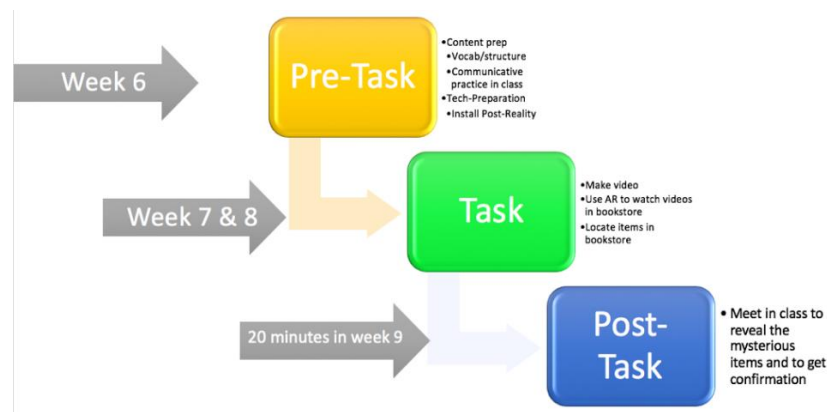 Week 6
Pre-Task
•Content prep
•Vocab/structure
•Communicative
practice in class
•Tech-Preparation
•Install Post-Reality
Week 7 & 8
Task
•Make video
•Use AR to watch videos
in bookstore
•Locate items in
bookstore
20 minutes in week 9
Post-
Task
• Meet in class to
reveal the
mysterious
items and to get
confirmation